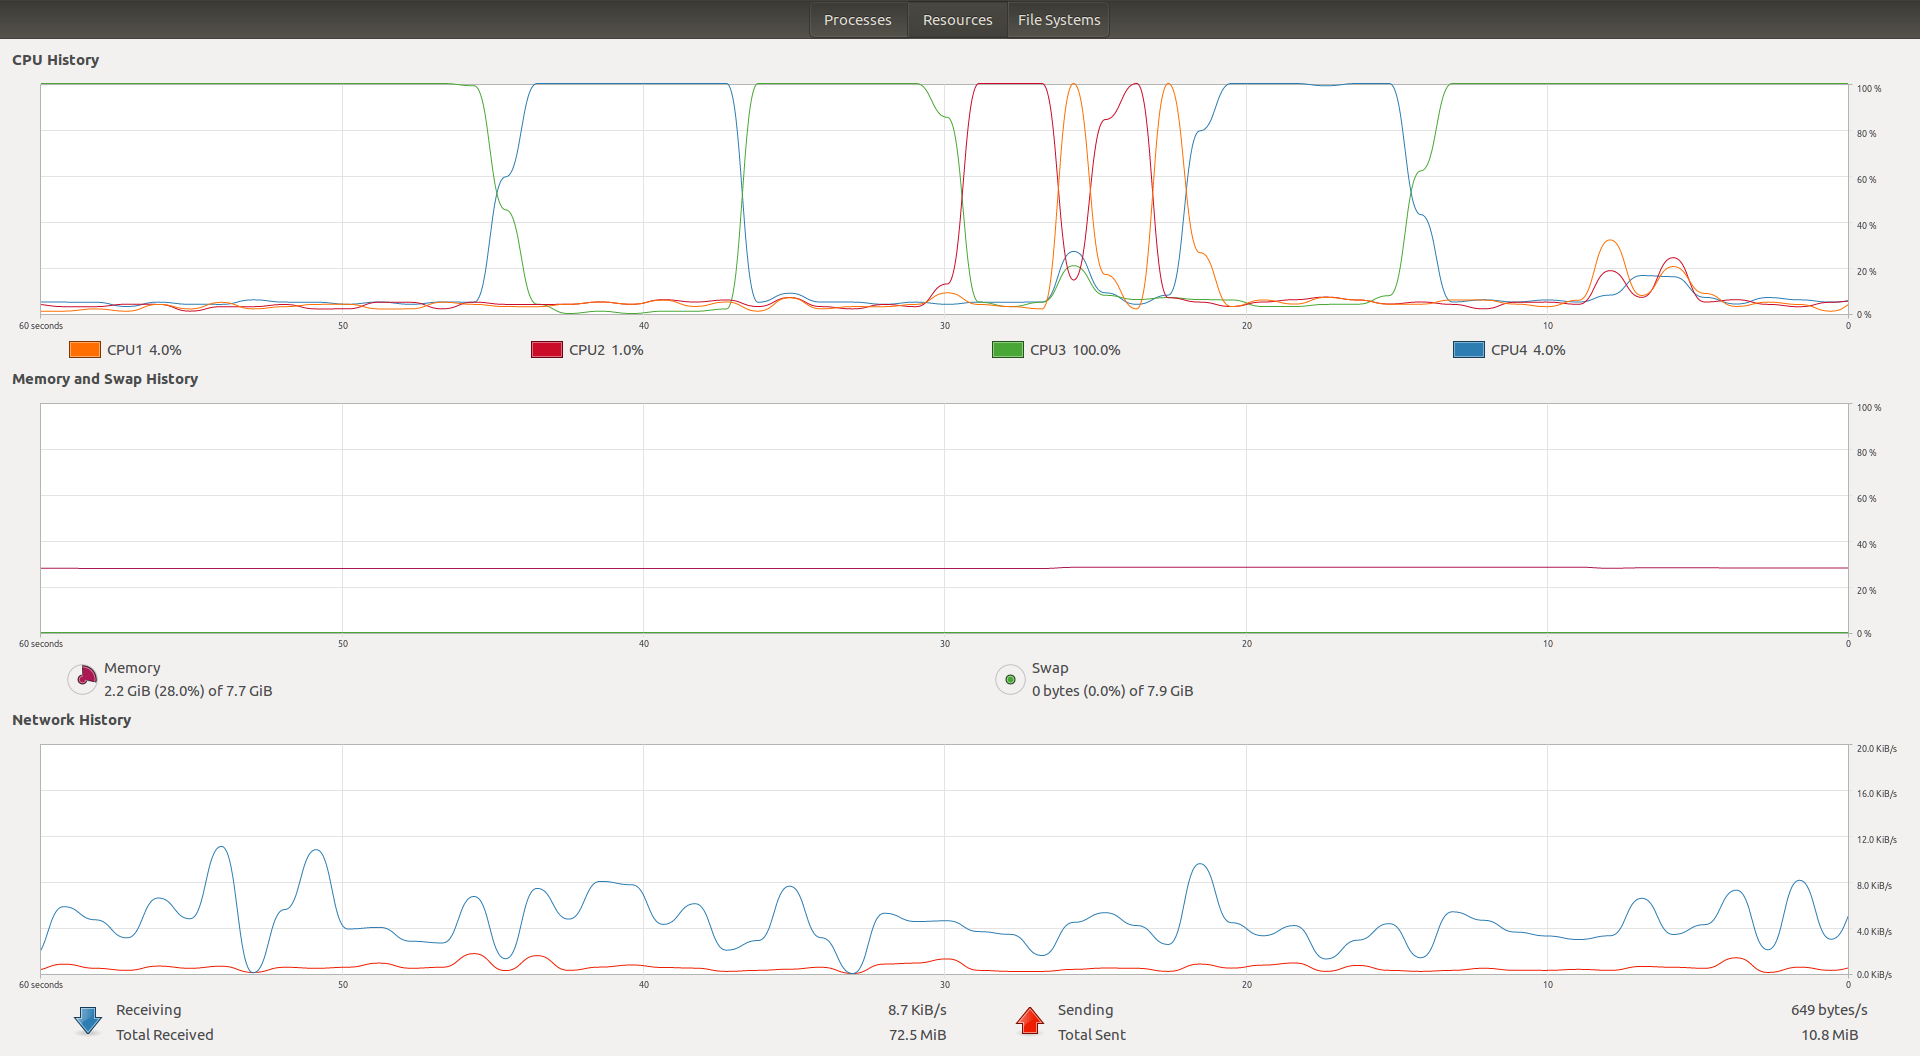 Processes Resources File Systems
CPU History
100 %
80 %
60 %
40 %
20 %
0 %
60 seconds 50 40 30 20 10 0
CPU1 4.0% CPU2 1.0% CPU3 100.0% CPU4 4.0%
Memory and Swap History
100 %
80 %
60 %
40 %
20 %
0 %
60 seconds 50 40 30 20 10 0
Memory Swap
2.2 GiB (28.0%) of 7.7 GiB 0 bytes (0.0%) of 7.9 GiB
Network History
20.0 KiB/s
16.0 KiB/s
12.0 KiB/s
8.0 KiB/s
4.0 KiB/s
0.0 KiB/s
60 seconds 50 40 30 20 10 0
Receiving 8.7 KiB/s Sending 649 bytes/s
Total Received 72.5 MiB Total Sent 10.8 MiB